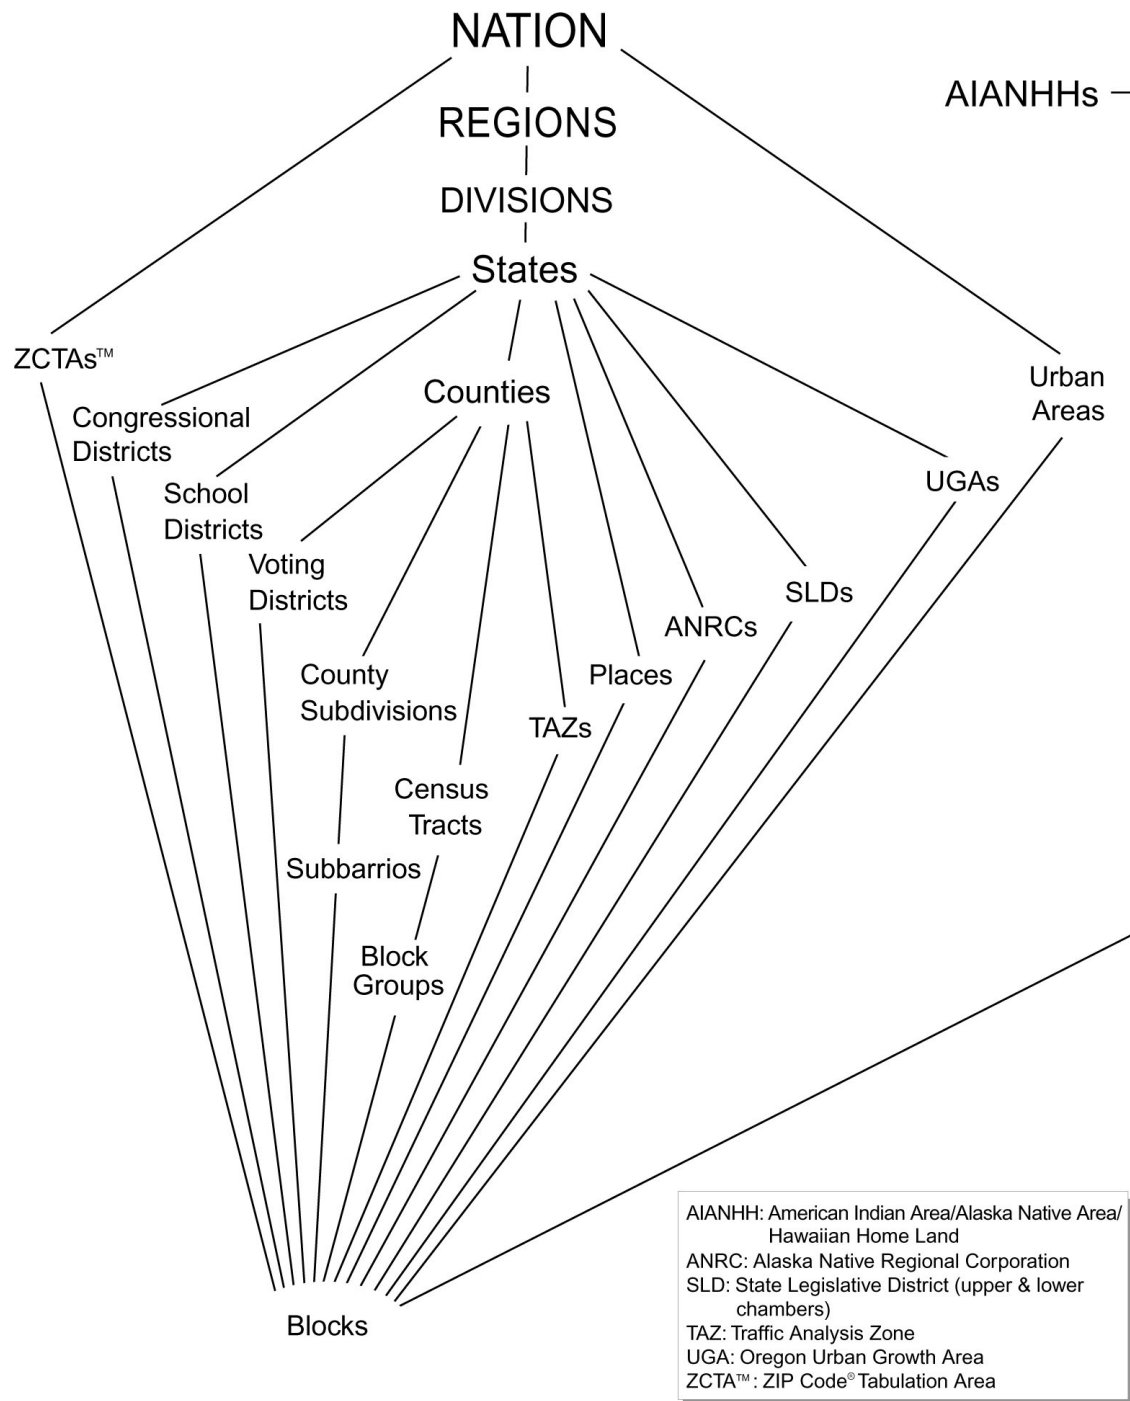 NATION
AIANHHs
REGIONS
DIVISIONS
States
ZCTAs™
Counties
Urban
Areas
Congressional
Districts
UGAs
School
Districts
Voting
Districts
SLDs
ANRCs
Places
County
Subdivisions
TAZs
Census
Tracts
Subbarrios
Block
Groups
Blocks
AIANHH: American Indian Area/Alaska Native Area/
Hawaiian Home Land
ANRC: Alaska Native Regional Corporation
SLD: State Legislative District (upper & lower
chambers)
TAZ: Traffic Analysis Zone
UGA: Oregon Urban Growth Area
ZCTA™ : ZIP Code® Tabulation Area